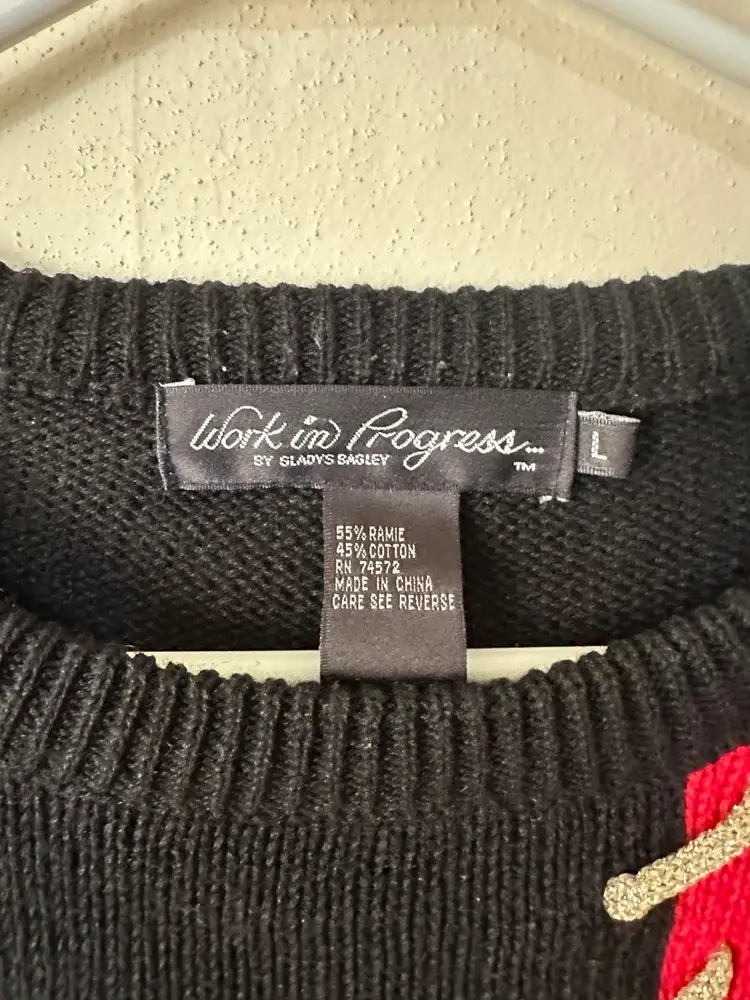 Work in Progress...
BY GLADYS BAGLEY
TM
L
55% RAMIE
45% COTTON
RN 74572
MADE IN CHINA
CARE SEE REVERSE